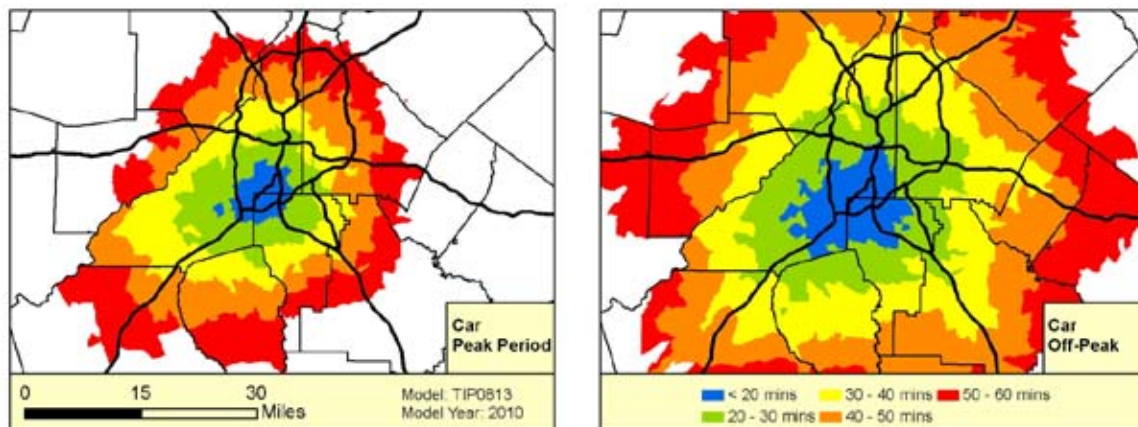 Car
Peak Period
0 15 30
Miles
Model: TIP0813
Model Year: 2010
Car
Off-Peak
< 20 mins 30 - 40 mins 50 - 60 mins
20 - 30 mins 40 - 50 mins